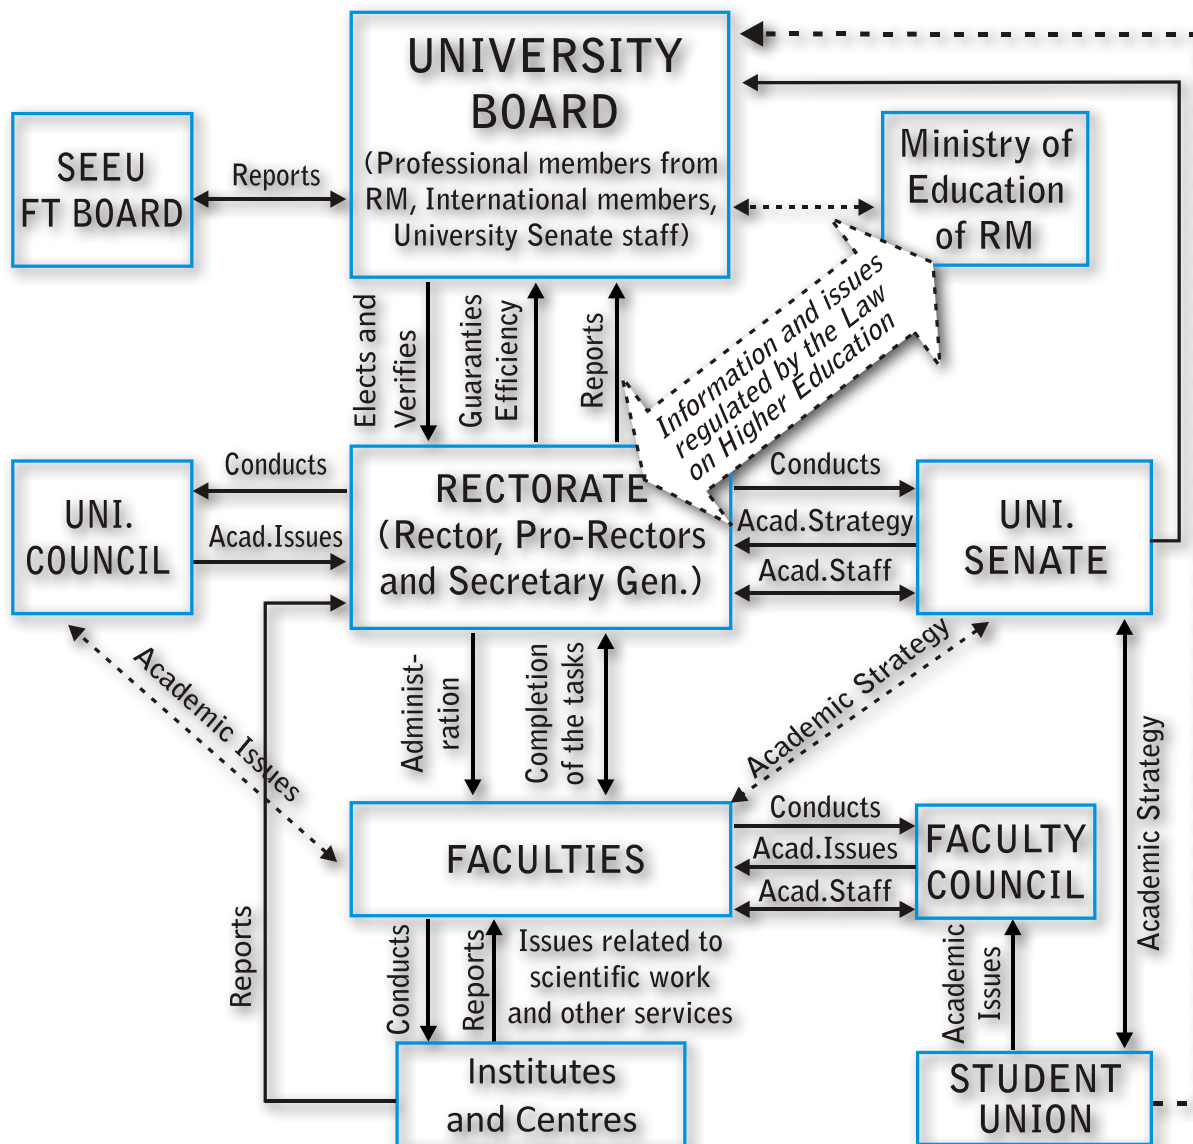 UNIVERSITY
BOARD
(Professional members from
RM, International members,
University Senate staff)
SEEU
FT BOARD
Reports
Ministry of
Education
of RM
Elects and
Verifies
Guaranties
Efficiency
Reports
Information and issues
regulated by the Law
on Higher Education
UNI.
COUNCIL
Conducts
Acad.Issues
RECTORATE
(Rector, Pro-Rectors
and Secretary Gen.)
Conducts
Acad.Strategy
Acad.Staff
UNI.
SENATE
Academic Issues
Administ-
ration
Completion
of the tasks
Academic Strategy
Academic Strategy
FACULTIES
Conducts
Acad.Issues
Acad.Staff
FACULTY
COUNCIL
Reports
Conducts
Reports
Issues related to
scientific work
and other services
Academic
Issues
Institutes
and Centres
STUDENT
UNION